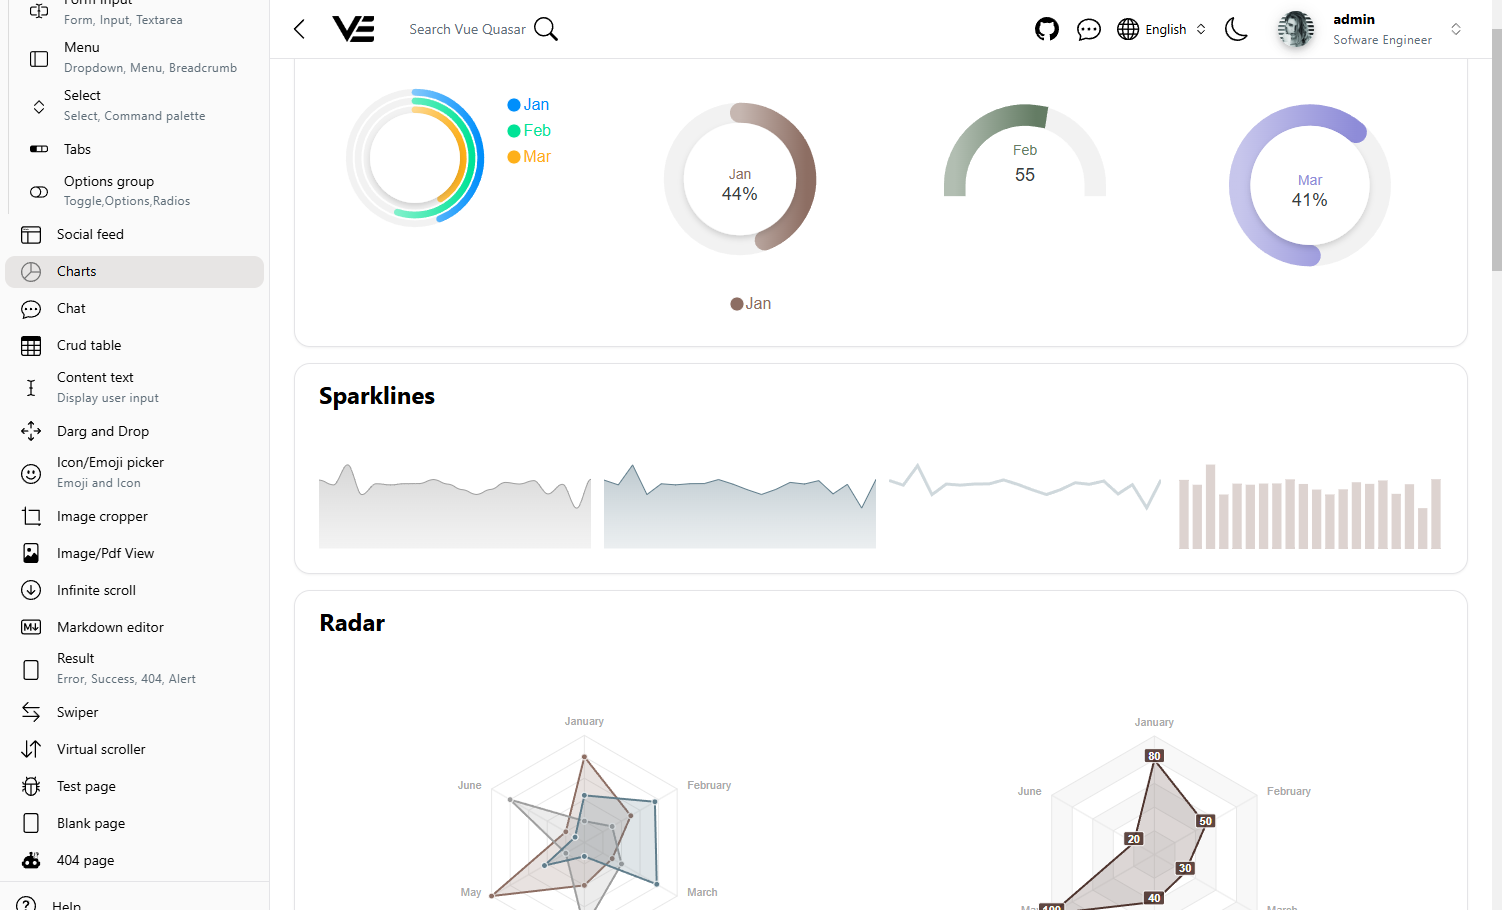 Form Input
Form, Input, Textarea
Menu
Dropdown, Menu, Breadcrumb
Select
Select, Command palette
Tabs
Options group
Toggle,Options,Radios
Social feed
Charts
Chat
Crud table
Content text
Display user input
Darg and Drop
Icon/Emoji picker
Emoji and Icon
Image cropper
Image/Pdf View
Infinite scroll
Markdown editor
Result
Error, Success, 404, Alert
Swiper
Virtual scroller
Test page
Blank page
404 page
Help
Search Vue Quasar
English
admin
Sofware Engineer
Jan
Feb
Mar
Jan
44%
Jan
Feb
55
Mar
41%
Sparklines
Radar
January
February
March
May
June
January
February
March
June
80
50
30
40
100
20